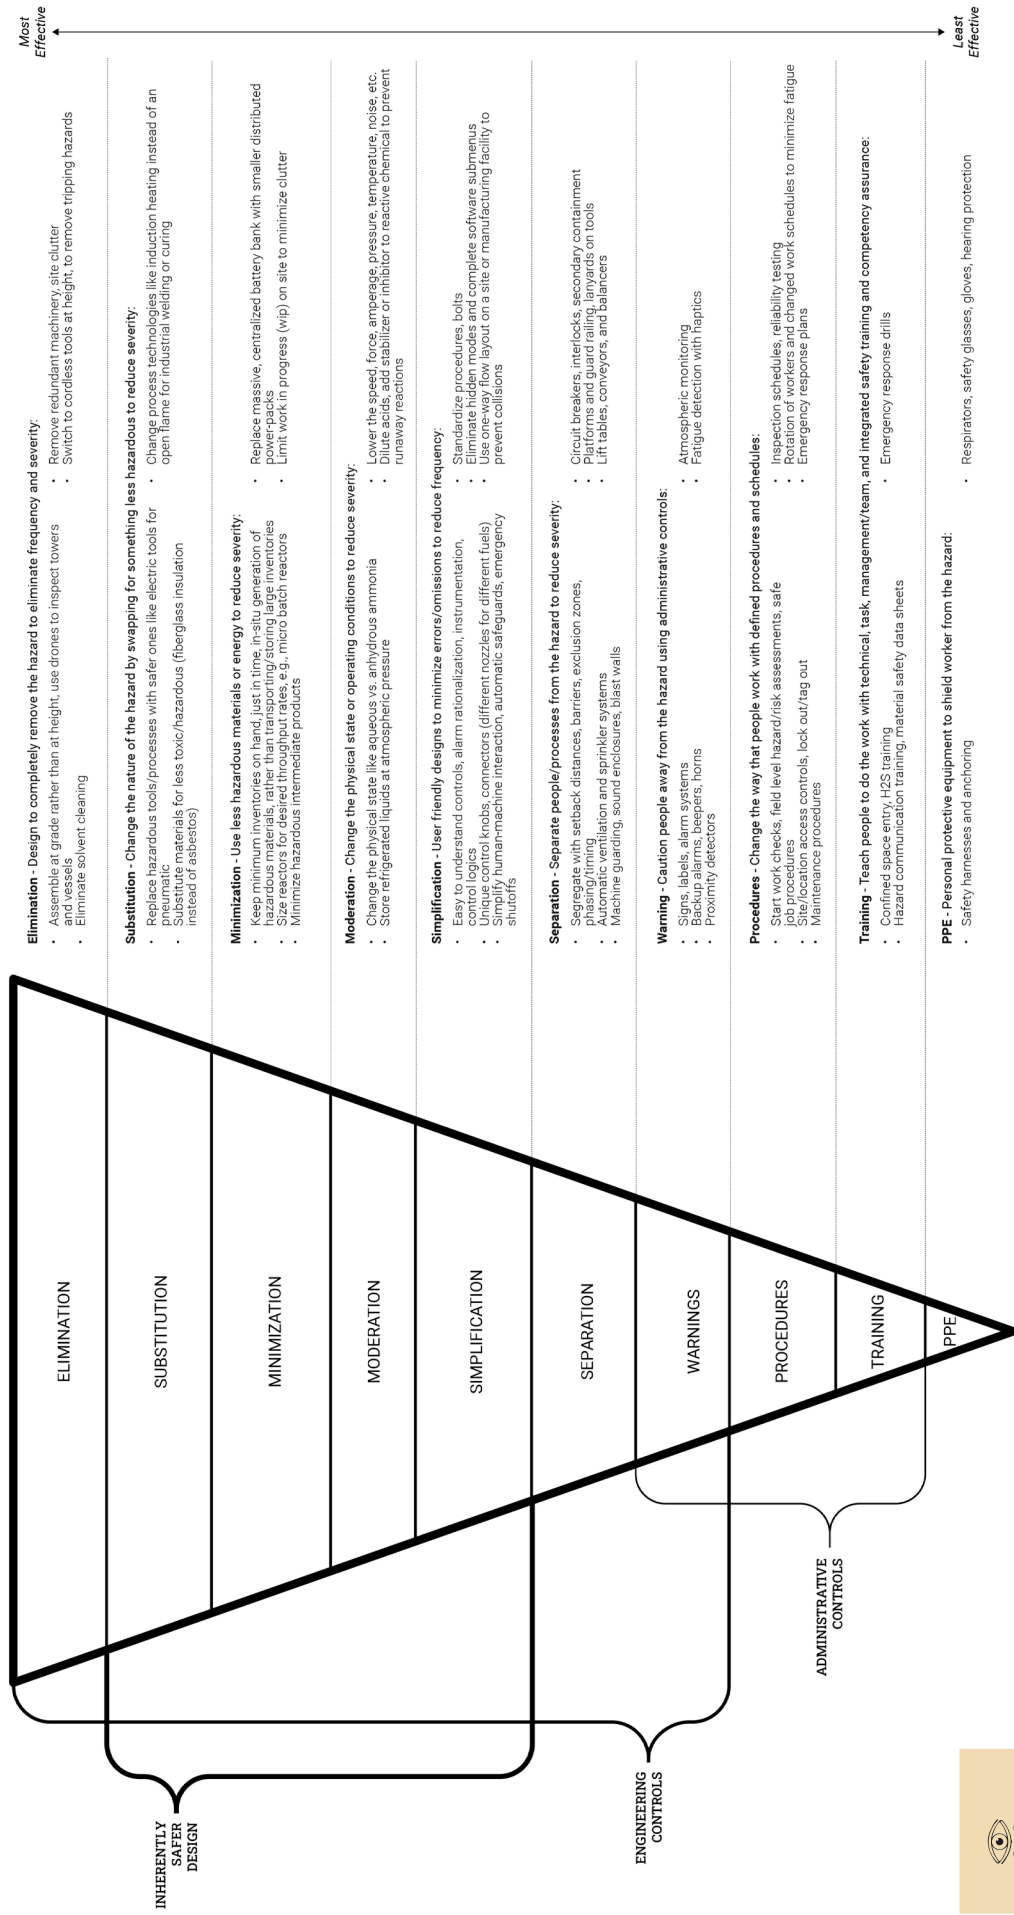 Most
Effective
Least
Effective
Elimination - Design to completely remove the hazard to eliminate frequency and severity:
• Assemble at grade rather than at height, use drones to inspect towers
and vessels
• Eliminate solvent cleaning
• Remove redundant machinery, site clutter
• Switch to cordless tools at height, to remove tripping hazards
Substitution - Change the nature of the hazard by swapping for something less hazardous to reduce severity:
• Replace hazardous tools/processes with safer ones like electric tools for
pneumatic
• Substitute materials for less toxic/hazardous (fiberglass insulation
instead of asbestos)
• Change process technologies like induction heating instead of an
open flame for industrial welding or curing
Minimization - Use less hazardous materials or energy to reduce severity:
• Keep minimum inventories on hand, just in time, in-situ generation of
hazardous materials, rather than transporting/storing large inventories
• Size reactors for desired throughput rates, e.g., micro batch reactors
• Minimize hazardous intermediate products
• Replace massive, centralized battery bank with smaller distributed
power-packs
• Limit work in progress (wip) on site to minimize clutter
Moderation - Change the physical state or operating conditions to reduce severity:
• Change the physical state like aqueous vs. anhydrous ammonia
• Store refrigerated liquids at atmospheric pressure
• Lower the speed, force, amperage, pressure, temperature, noise, etc.
• Dilute acids, add stabilizer or inhibitor to reactive chemical to prevent
runaway reactions
Simplification - User friendly designs to minimize errors/omissions to reduce frequency:
• Easy to understand controls, alarm rationalization, instrumentation,
control logics
• Unique control knobs, connectors (different nozzles for different fuels)
• Simplify human-machine interaction, automatic safeguards, emergency
shutoffs
• Standardize procedures, bolts
• Eliminate hidden modes and complete software submenus
• Use one-way flow layout on a site or manufacturing facility to
prevent collisions
Separation - Separate people/processes from the hazard to reduce severity:
• Segregate with setback distances, barriers, exclusion zones,
phasing/timing
• Automatic ventilation and sprinkler systems
• Machine guarding, sound enclosures, blast walls
• Circuit breakers, interlocks, secondary containment
• Platforms and guard railing, lanyards on tools
• Lift tables, conveyors, and balancers
Warning - Caution people away from the hazard using administrative controls:
• Signs, labels, alarm systems
• Backup alarms, beepers, horns
• Proximity detectors
• Atmospheric monitoring
• Fatigue detection with haptics
Procedures - Change the way that people work with defined procedures and schedules:
• Start work checks, field level hazard/risk assessments, safe
job procedures
• Site/location access controls, lock out/tag out
• Maintenance procedures
• Inspection schedules, reliability testing
• Rotation of workers and changed work schedules to minimize fatigue
• Emergency response plans
Training - Teach people to do the work with technical, task, management/team, and integrated safety training and competency assurance:
• Confined space entry, H2S training
• Hazard communication training, material safety data sheets
• Emergency response drills
PPE - Personal protective equipment to shield worker from the hazard:
• Safety harnesses and anchoring
• Respirators, safety glasses, gloves, hearing protection
ELIMINATION
SUBSTITUTION
MINIMIZATION
MODERATION
SIMPLIFICATION
SEPARATION
WARNINGS
PROCEDURES
TRAINING
PPE
INHERENTLY
SAFER
DESIGN
ENGINEERING
CONTROLS
ADMINISTRATIVE
CONTROLS